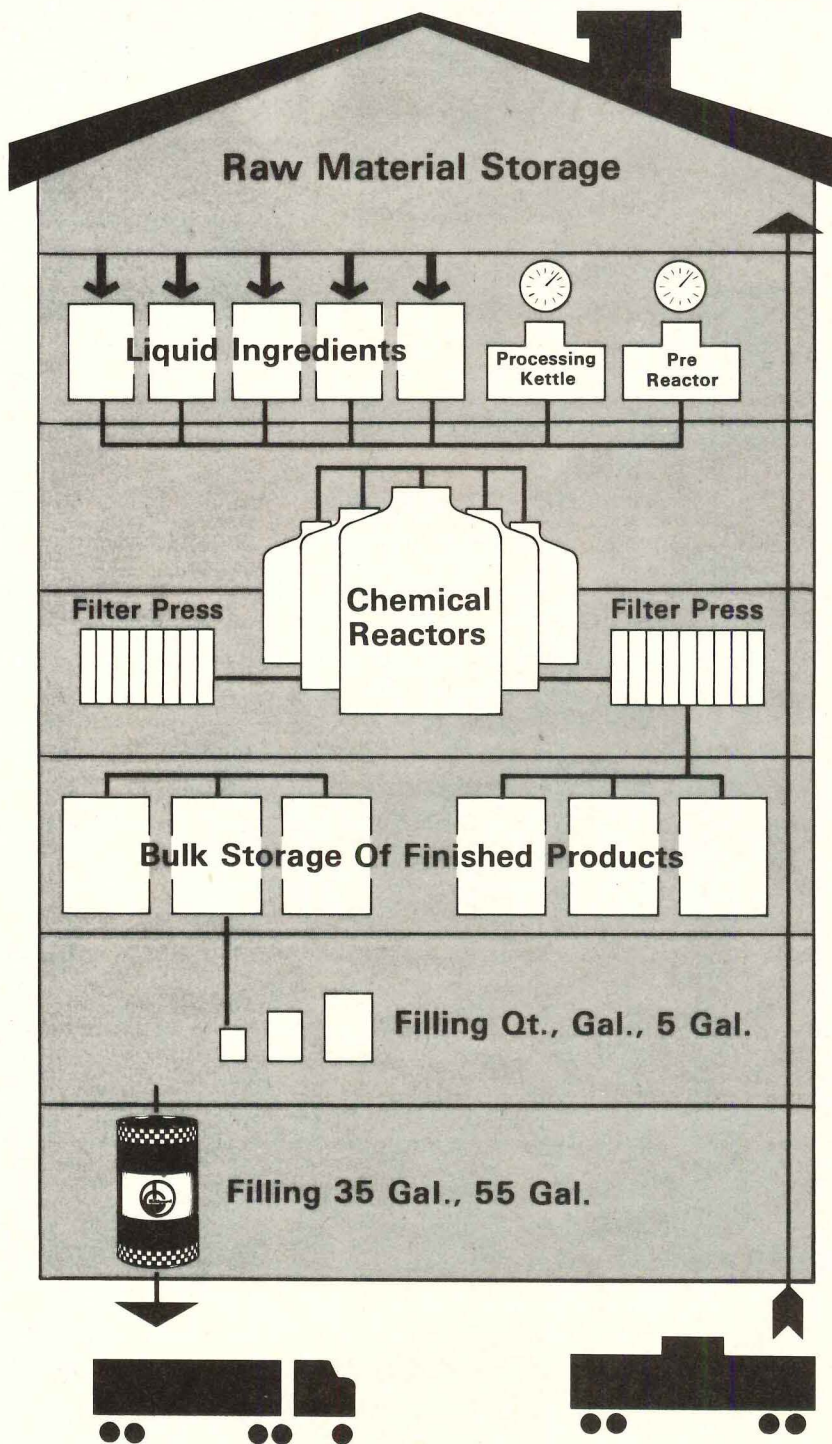 Raw Material Storage
Liquid Ingredients
Processing
Kettle
Pre
Reactor
Chemical
Reactors
Filter Press
Filter Press
Bulk Storage Of Finished Products
Filling Qt., Gal., 5 Gal.
Filling 35 Gal., 55 Gal.